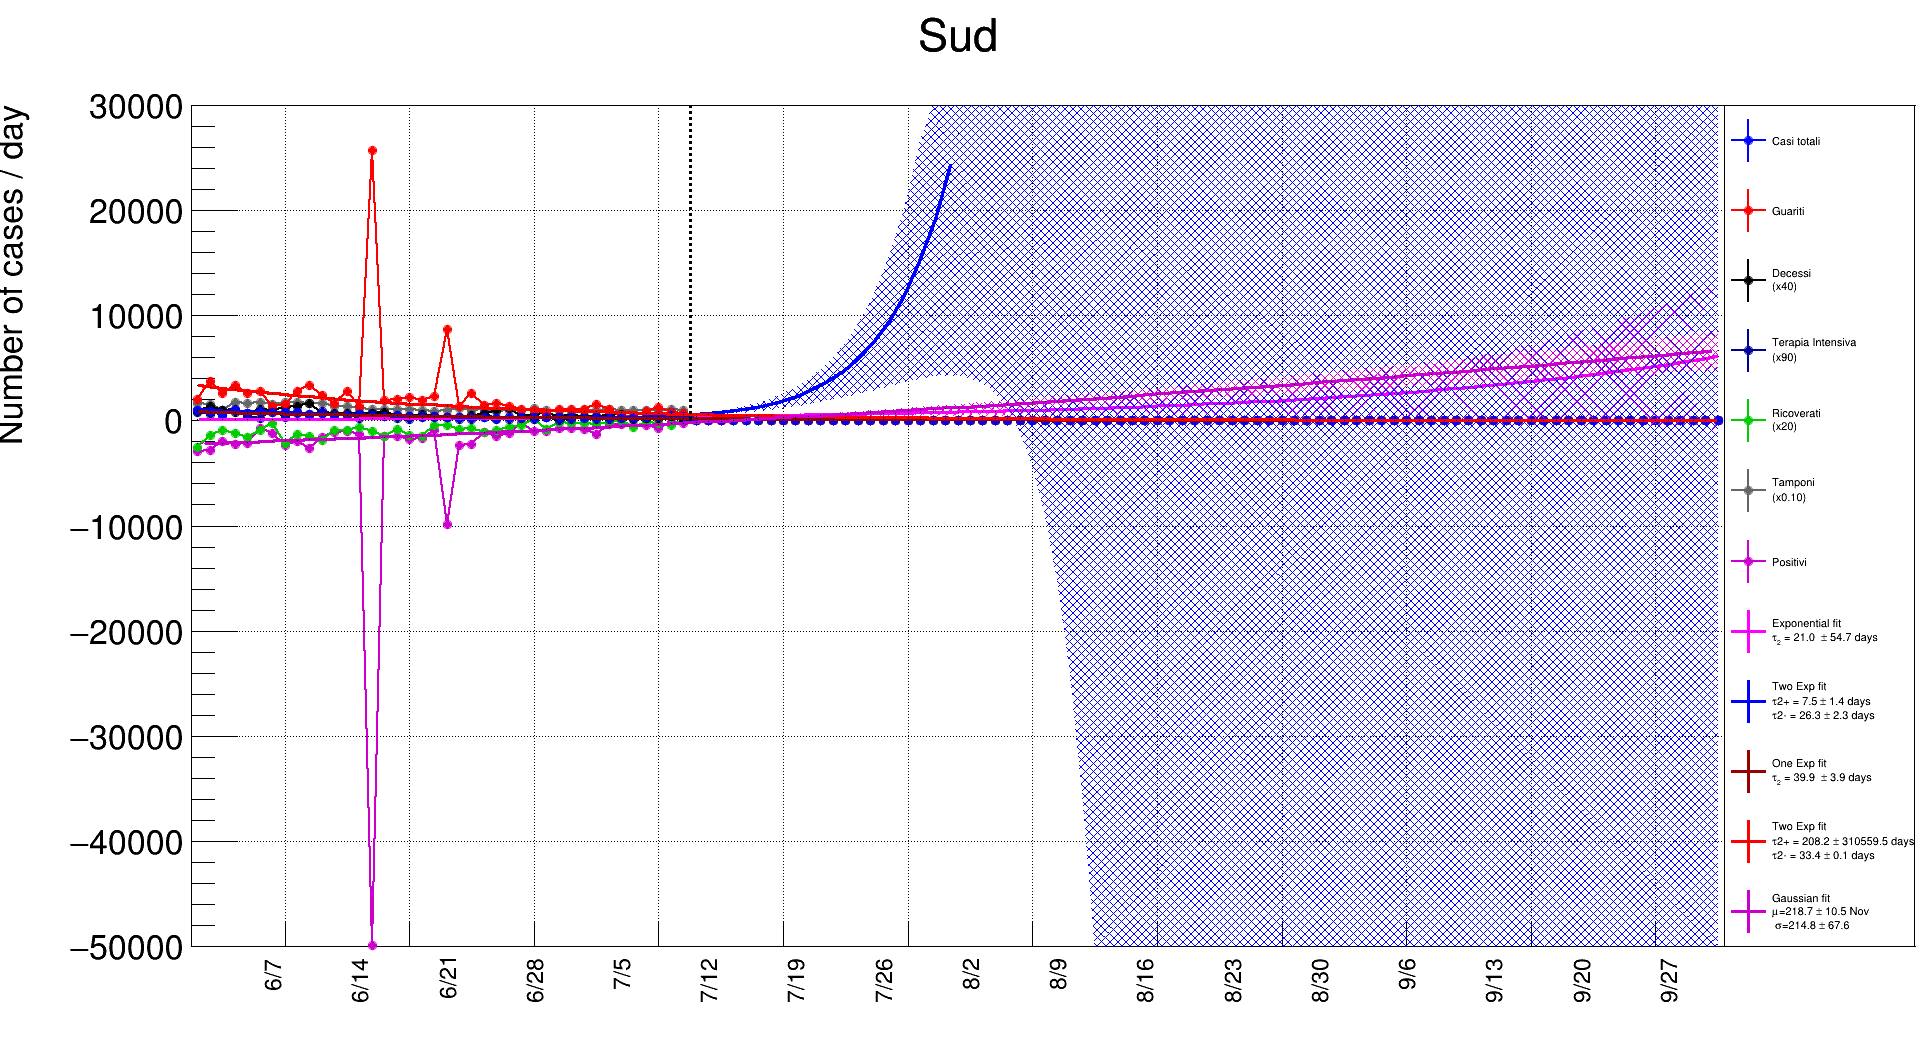 Sud
Number of cases / day
30000
20000
10000
0
−10000
−20000
−30000
−40000
−50000
6/7
6/14
6/21
6/28
7/5
7/12
7/19
7/26
8/2
8/9
8/16
8/23
8/30
9/6
9/13
9/20
9/27
Casi totali
Guariti
Decessi
(x40)
Terapia Intensiva
(x90)
Ricoverati
(x20)
Tamponi
(x0.10)
Positivi
Exponential fit
τ₂ = 21.0 ± 54.7 days
Two Exp fit
τ2+ = 7.5 ± 1.4 days
τ2- = 26.3 ± 2.3 days
One Exp fit
τ₂ = 39.9 ± 3.9 days
Two Exp fit
τ2+ = 208.2 ± 310559.5 days
τ2- = 33.4 ± 0.1 days
Gaussian fit
μ=218.7 ± 10.5 Nov
σ=214.8 ± 67.6